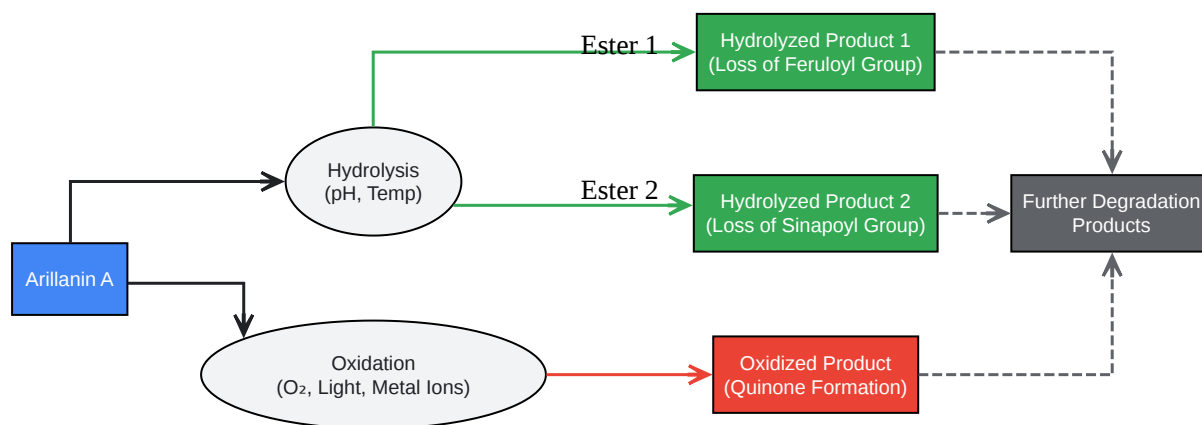 Ester 1
Hydrolyzed Product 1
(Loss of Feruloyl Group)
Hydrolysis
(pH, Temp)
Ester 2
Hydrolyzed Product 2
(Loss of Sinapoyl Group)
Further Degradation
Products
Arillanin A
Oxidation
(O₂, Light, Metal Ions)
Oxidized Product
(Quinone Formation)